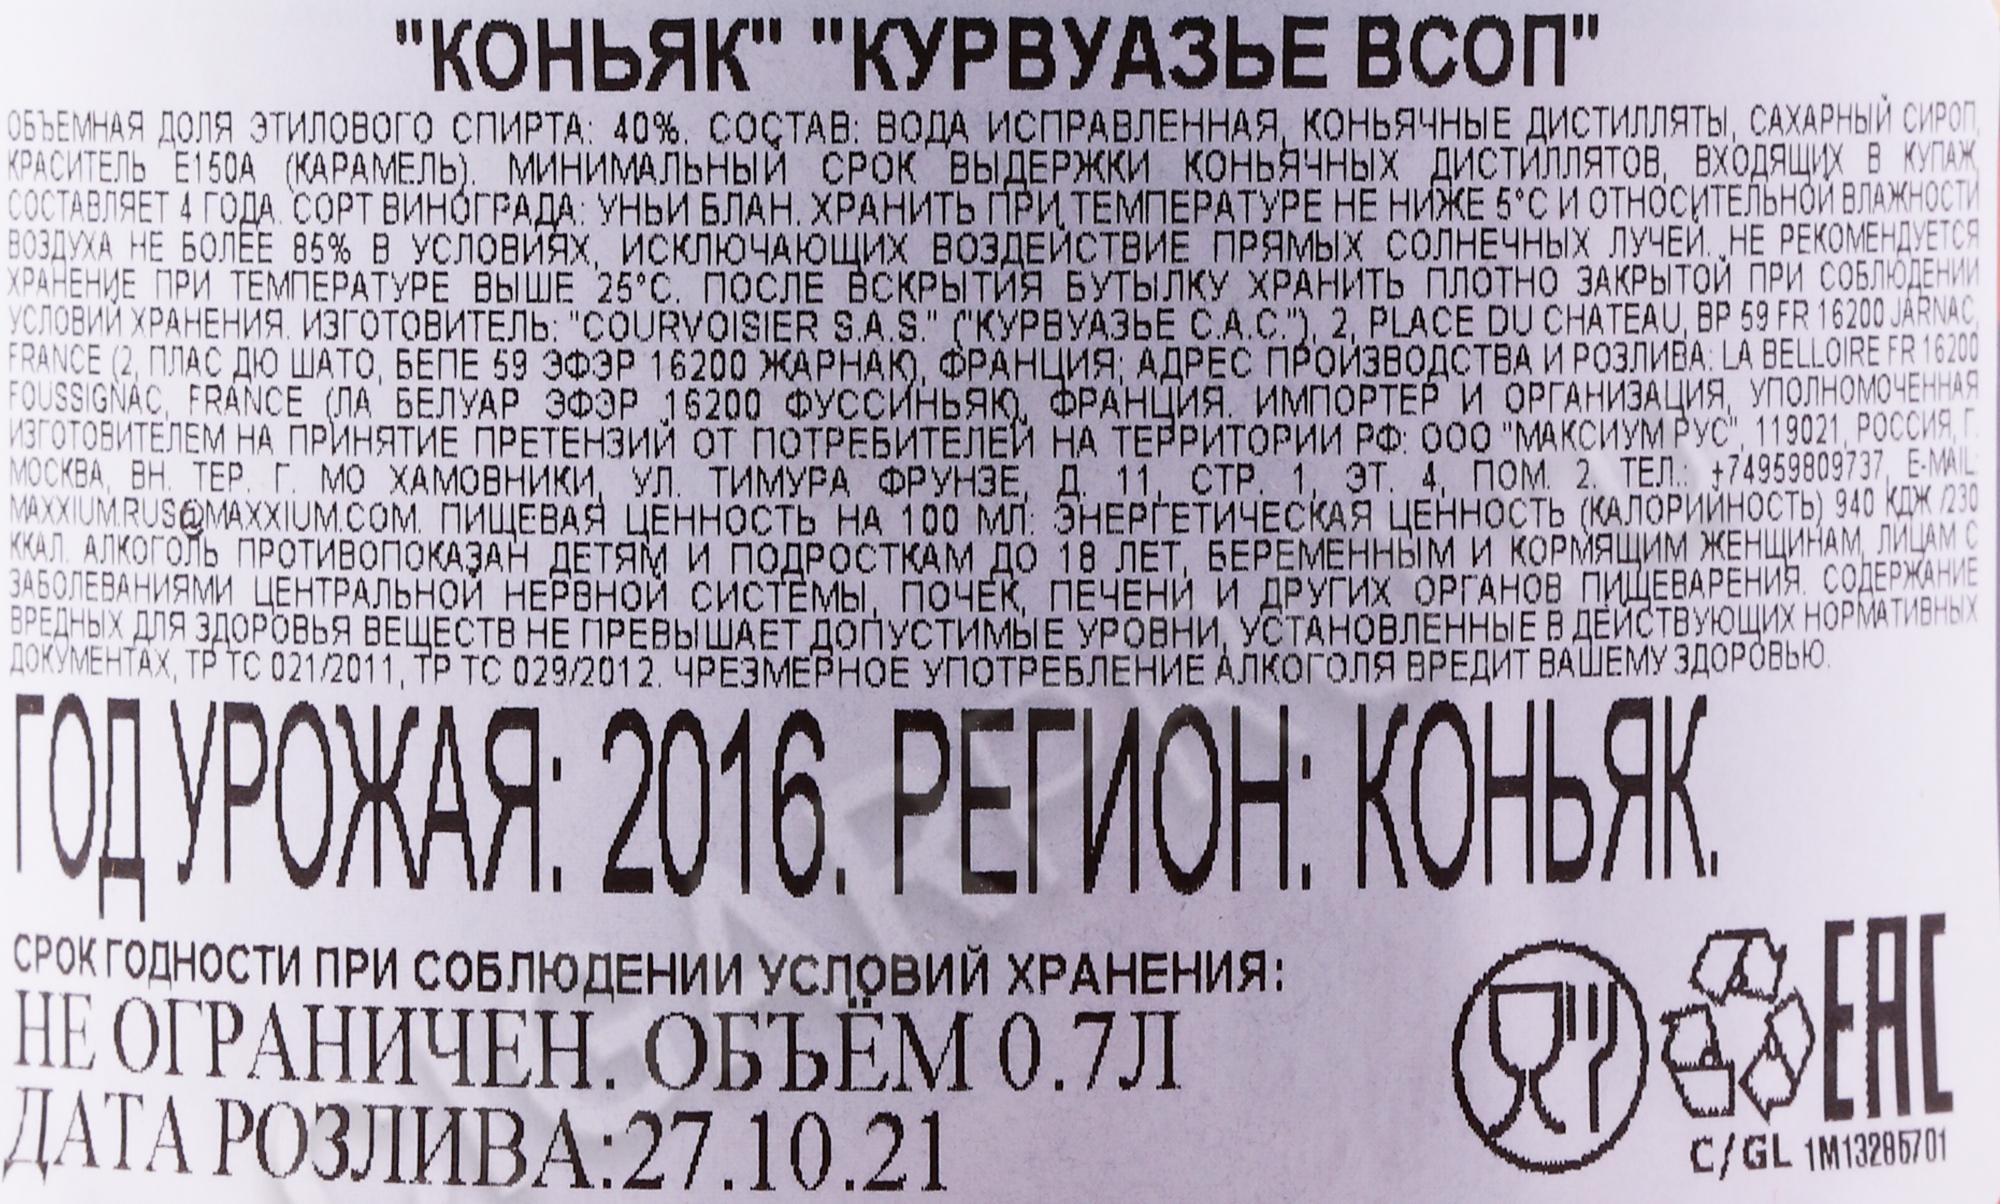 "КОНЬЯК" "КУРВУАЗЬЕ ВСОП"
ОБЪЕМНАЯ ДОЛЯ ЭТИЛОВОГО СПИРТА: 40%. СОСТАВ: ВОДА ИСПРАВЛЕННАЯ, КОНЬЯЧНЫЕ ДИСТИЛЛЯТЫ, САХАРНЫЙ СИРОП,
КРАСИТЕЛЬ Е150А (КАРАМЕЛЬ). МИНИМАЛЬНЫЙ СРОК ВЫДЕРЖКИ КОНЬЯЧНЫХ ДИСТИЛЛЯТОВ, ВХОДЯЩИХ В КУПАЖ,
СОСТАВЛЯЕТ 4 ГОДА. СОРТ ВИНОГРАДА: УНЬИ БЛАН. ХРАНИТЬ ПРИ ТЕМПЕРАТУРЕ НЕ НИЖЕ 5°С И ОТНОСИТЕЛЬНОЙ ВЛАЖНОСТИ
ВОЗДУХА НЕ БОЛЕЕ 85% В УСЛОВИЯХ, ИСКЛЮЧАЮЩИХ ВОЗДЕЙСТВИЕ ПРЯМЫХ СОЛНЕЧНЫХ ЛУЧЕЙ. НЕ РЕКОМЕНДУЕТСЯ
ХРАНЕНИЕ ПРИ ТЕМПЕРАТУРЕ ВЫШЕ 25°С. ПОСЛЕ ВСКРЫТИЯ БУТЫЛКУ ХРАНИТЬ ПЛОТНО ЗАКРЫТОЙ ПРИ СОБЛЮДЕНИИ
УСЛОВИЙ ХРАНЕНИЯ. ИЗГОТОВИТЕЛЬ: "COURVOISIER S.A.S." ("КУРВУАЗЬЕ С.А.С."), 2, PLACE DU CHATEAU, BP 59 FR 16200 JARNAC,
FRANCE (2, ПЛАС ДЮ ШАТО, БЕПЕ 59 ЭФЭР 16200 ЖАРНАК), ФРАНЦИЯ; АДРЕС ПРОИЗВОДСТВА И РОЗЛИВА: LA BELLOIRE FR 16200
FOUSSIGNAC, FRANCE (ЛА БЕЛУАР ЭФЭР 16200 ФУССИНЬЯК), ФРАНЦИЯ. ИМПОРТЕР И ОРГАНИЗАЦИЯ, УПОЛНОМОЧЕННАЯ
ИЗГОТОВИТЕЛЕМ НА ПРИНЯТИЕ ПРЕТЕНЗИЙ ОТ ПОТРЕБИТЕЛЕЙ НА ТЕРРИТОРИИ РФ: ООО "МАКСИУМ РУС", 119021, РОССИЯ, Г.
МОСКВА, ВН. ТЕР. Г. МО ХАМОВНИКИ, УЛ. ТИМУРА ФРУНЗЕ, Д. 11, СТР. 1, ЭТ. 4, ПОМ. 2. ТЕЛ.: +74959809737, E-MAIL:
MAXXIUM.RUS@MAXXIUM.COM. ПИЩЕВАЯ ЦЕННОСТЬ НА 100 МЛ: ЭНЕРГЕТИЧЕСКАЯ ЦЕННОСТЬ (КАЛОРИЙНОСТЬ) 940 КДЖ /230
ККАЛ. АЛКОГОЛЬ ПРОТИВОПОКАЗАН ДЕТЯМ И ПОДРОСТКАМ ДО 18 ЛЕТ, БЕРЕМЕННЫМ И КОРМЯЩИМ ЖЕНЩИНАМ, ЛИЦАМ С
ЗАБОЛЕВАНИЯМИ ЦЕНТРАЛЬНОЙ НЕРВНОЙ СИСТЕМЫ, ПОЧЕК, ПЕЧЕНИ И ДРУГИХ ОРГАНОВ ПИЩЕВАРЕНИЯ. СОДЕРЖАНИЕ
ВРЕДНЫХ ДЛЯ ЗДОРОВЬЯ ВЕЩЕСТВ НЕ ПРЕВЫШАЕТ ДОПУСТИМЫЕ УРОВНИ, УСТАНОВЛЕННЫЕ В ДЕЙСТВУЮЩИХ НОРМАТИВНЫХ
ДОКУМЕНТАХ, ТР ТС 021/2011, ТР ТС 029/2012. ЧРЕЗМЕРНОЕ УПОТРЕБЛЕНИЕ АЛКОГОЛЯ ВРЕДИТ ВАШЕМУ ЗДОРОВЬЮ.
ГОД УРОЖАЯ: 2016. РЕГИОН: КОНЬЯК.
СРОК ГОДНОСТИ ПРИ СОБЛЮДЕНИИ УСЛОВИЙ ХРАНЕНИЯ:
НЕ ОГРАНИЧЕН. ОБЪЁМ 0.7Л
ДАТА РОЗЛИВА:27.10.21
EAC
C/GL 1M13285701